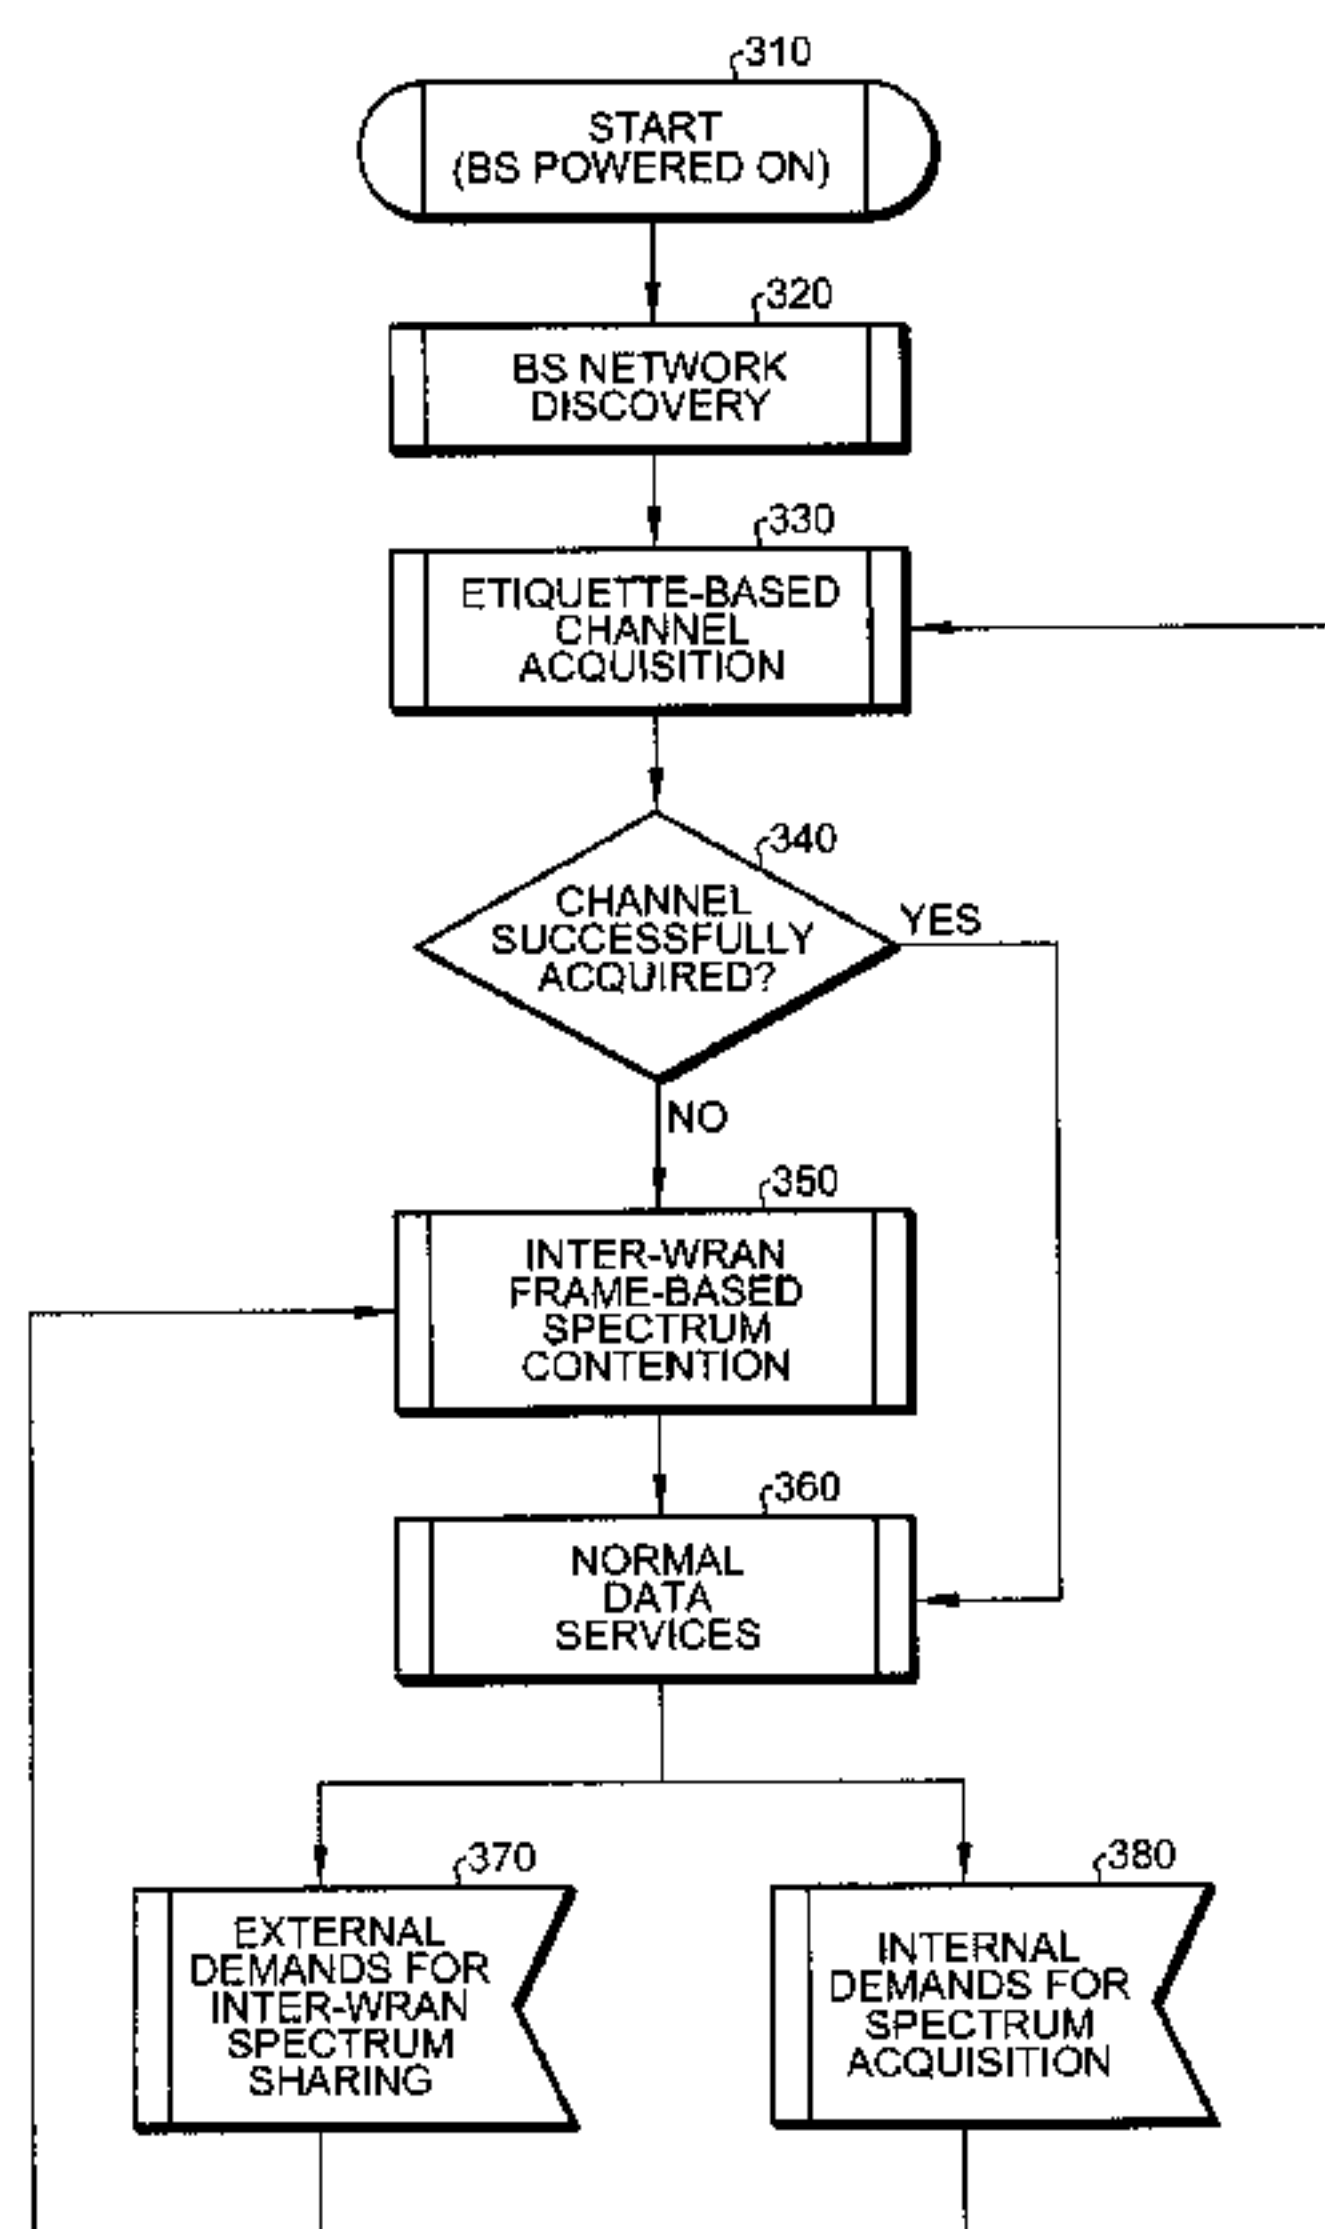 310
START
(BS POWERED ON)
320
BS NETWORK
DISCOVERY
330
ETIQUETTE-BASED
CHANNEL
ACQUISITION
340
CHANNEL
SUCCESSFULLY
ACQUIRED?
YES
NO
350
INTER-WRAN
FRAME-BASED
SPECTRUM
CONTENTION
360
NORMAL
DATA
SERVICES
370
EXTERNAL
DEMANDS FOR
INTER-WRAN
SPECTRUM
SHARING
380
INTERNAL
DEMANDS FOR
SPECTRUM
ACQUISITION